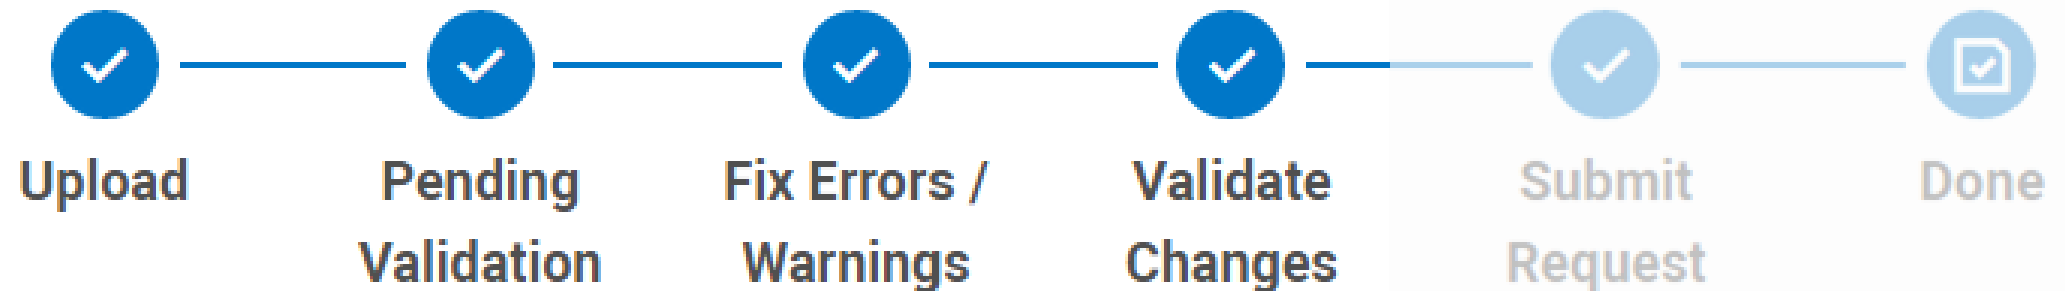 Upload
Pending
Validation
Fix Errors /
Warnings
Validate
Changes
Submit
Request
Done